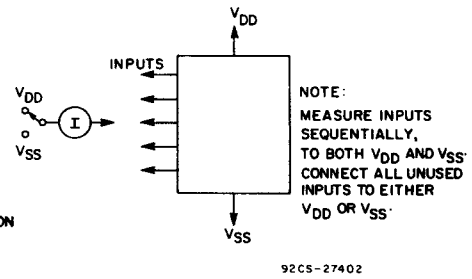 VDD
INPUTS
VDD
I
VSS
NOTE:
MEASURE INPUTS
SEQUENTIALLY,
TO BOTH VDD AND VSS.
CONNECT ALL UNUSED
INPUTS TO EITHER
VDD OR VSS.
ON
VSS
92CS-27402